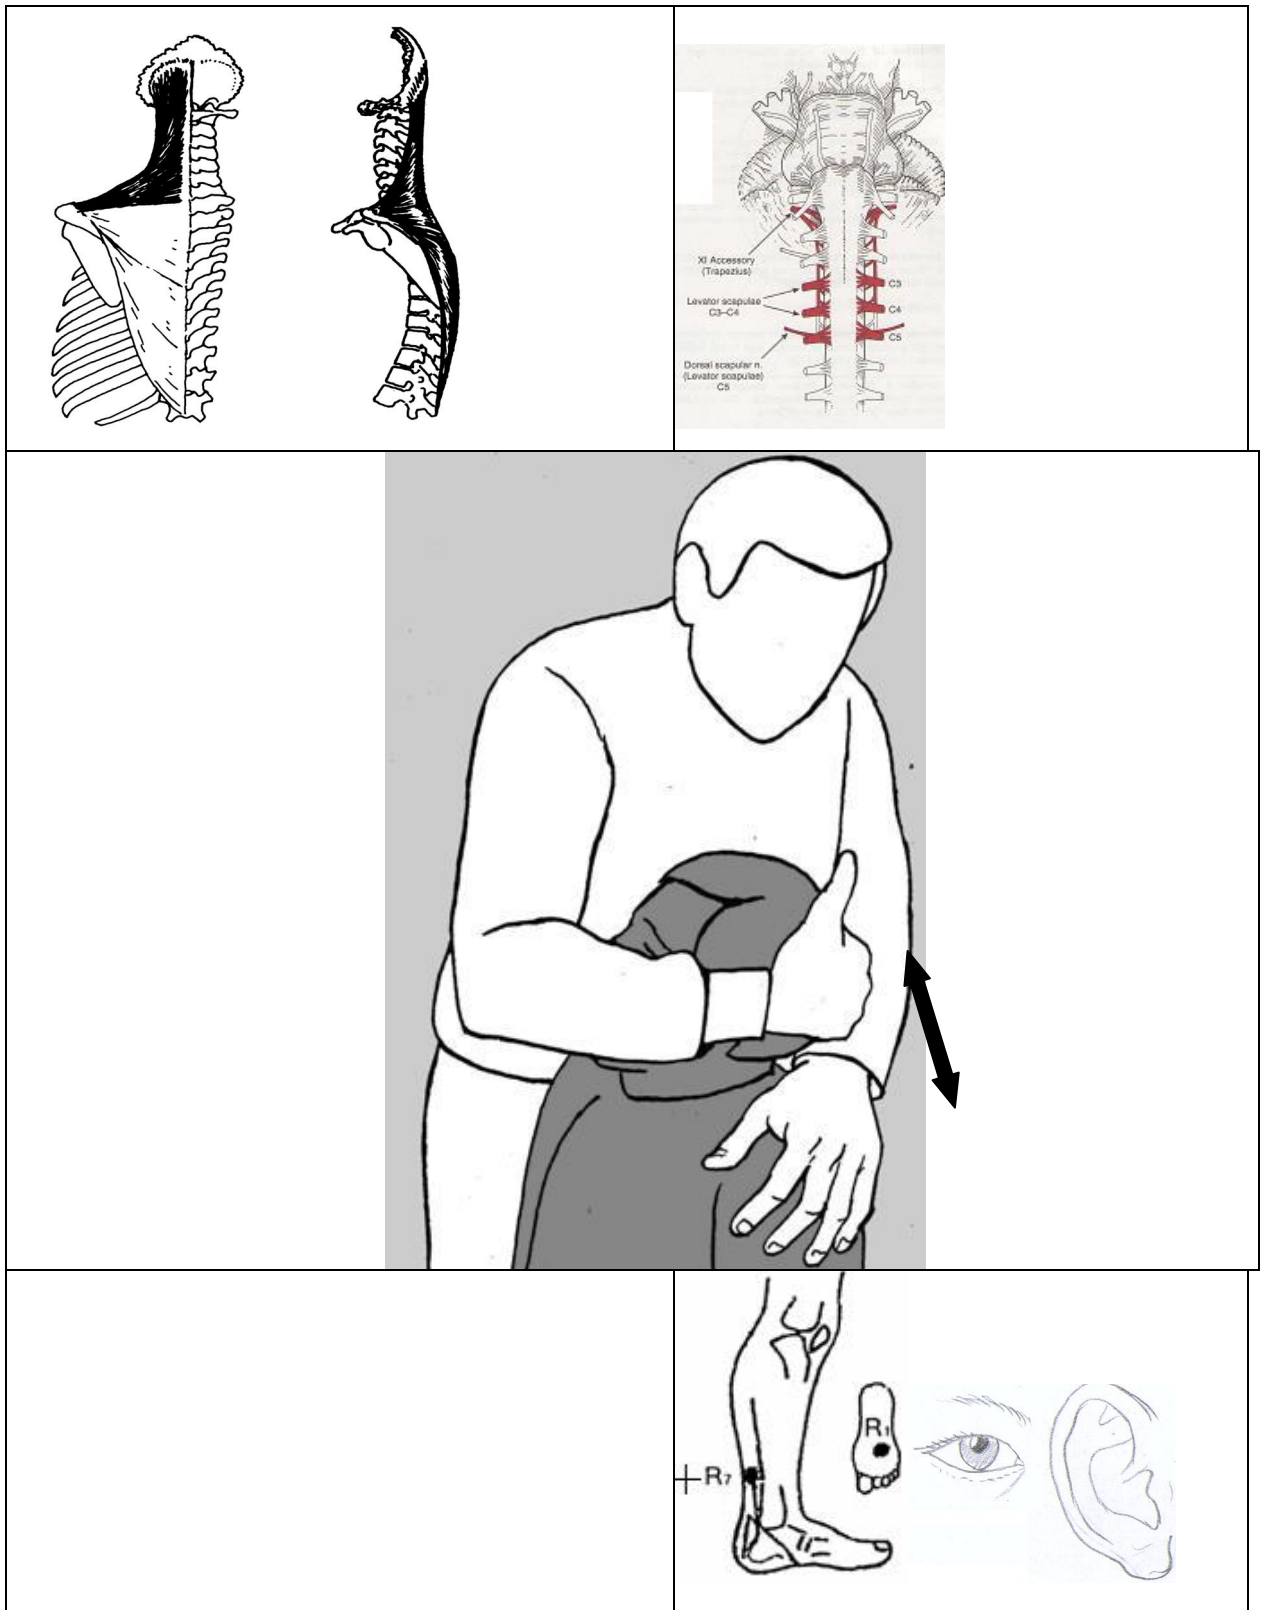 XI Accessory
(Trapezius)
Levator scapulae
C3–C4
Dorsal scapular n.
(Levator scapulae)
C5
C3
C4
C5
R7
R1